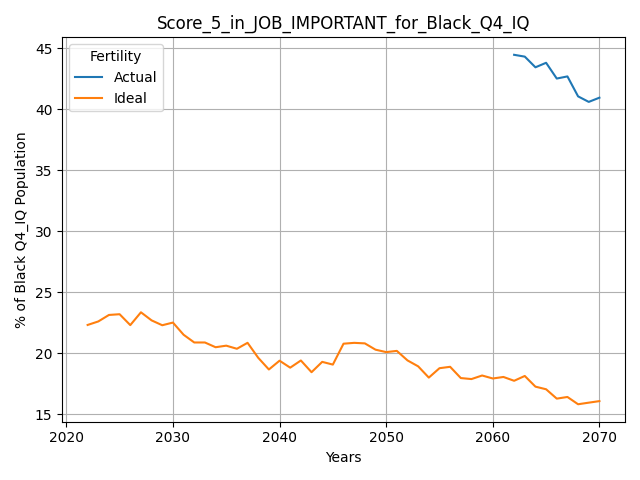 Score_5_in_JOB_IMPORTANT_for_Black_Q4_IQ
Fertility
Actual
Ideal
% of Black Q4_IQ Population
45
40
35
30
25
20
15
2020 2030 2040 2050 2060 2070
Years